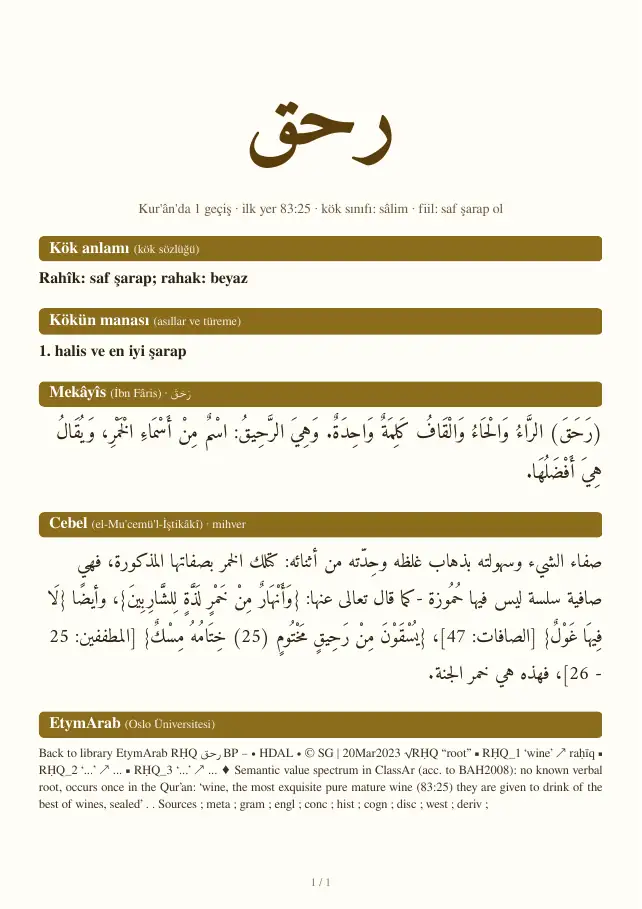 رحق
Kur'ân'da 1 geçiş · ilk yer 83:25 · kök sınıfı: sâlim · fiil: saf şarap ol
Kök anlamı (kök sözlüğü)
Rahîk: saf şarap; rahak: beyaz
Kökün manası (asıllar ve türeme)
1. halis ve en iyi şarap
Mekâyîs (İbn Fâris) · رَحَقَ
(رَحَقَ) الرَّاءُ وَالْحَاءُ وَالْقَافُ كَلِمَةٌ وَاحِدَةٌ. وَهِيَ الرَّحِيقُ: اسْمٌ مِنْ أَسْمَاءِ الْخَمْرِ، وَيُقَالُ
هِيَ أَفْضَلُهَا.
Cebel (el-Mu'cemü'l-İştikâkî) · mihver
صفاء الشيء وسهولته بذهاب غلظه وحِدّته من أثنائه: كتلك الخمر بصفاتها المذكورة، فهي
صافية سلسة ليس فيها حُمُوزة -كما قال تعالى عنها: {وَأَنْهَارٌ مِنْ خَمْرٍ لَذَّةٍ لِلشَّارِبِينَ}، وأيضًا {لَا
فِيهَا غَوْلٌ} [الصافات: 47]، {يُسْقَوْنَ مِنْ رَحِيقٍ مَخْتُومٍ (25) خِتَامُهُ مِسْكٌ} [المطففين: 25
- 26]، فهذه هي خمر الجنة.
EtymArab (Oslo Üniversitesi)
Back to library EtymArab RḤQ رحق BP – • HDAL • © SG | 20Mar2023 √RḤQ “root” ▪ RḤQ_1 ‘wine’ ↗ raḥīq ▪
RḤQ_2 ‘...’ ↗ ... ▪ RḤQ_3 ‘...’ ↗ ... ♦ Semantic value spectrum in ClassAr (acc. to BAH2008): no known verbal
root, occurs once in the Qur’an: ‘wine, the most exquisite pure mature wine (83:25) they are given to drink of the
best of wines, sealed’ . . Sources ; meta ; gram ; engl ; conc ; hist ; cogn ; disc ; west ; deriv ;
1 / 1